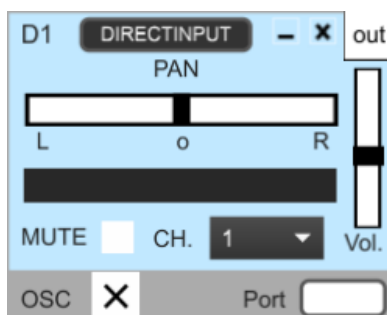 D1 DIRECTINPUT out
PAN
L o R
MUTE CH. 1 Vol.
OSC Port